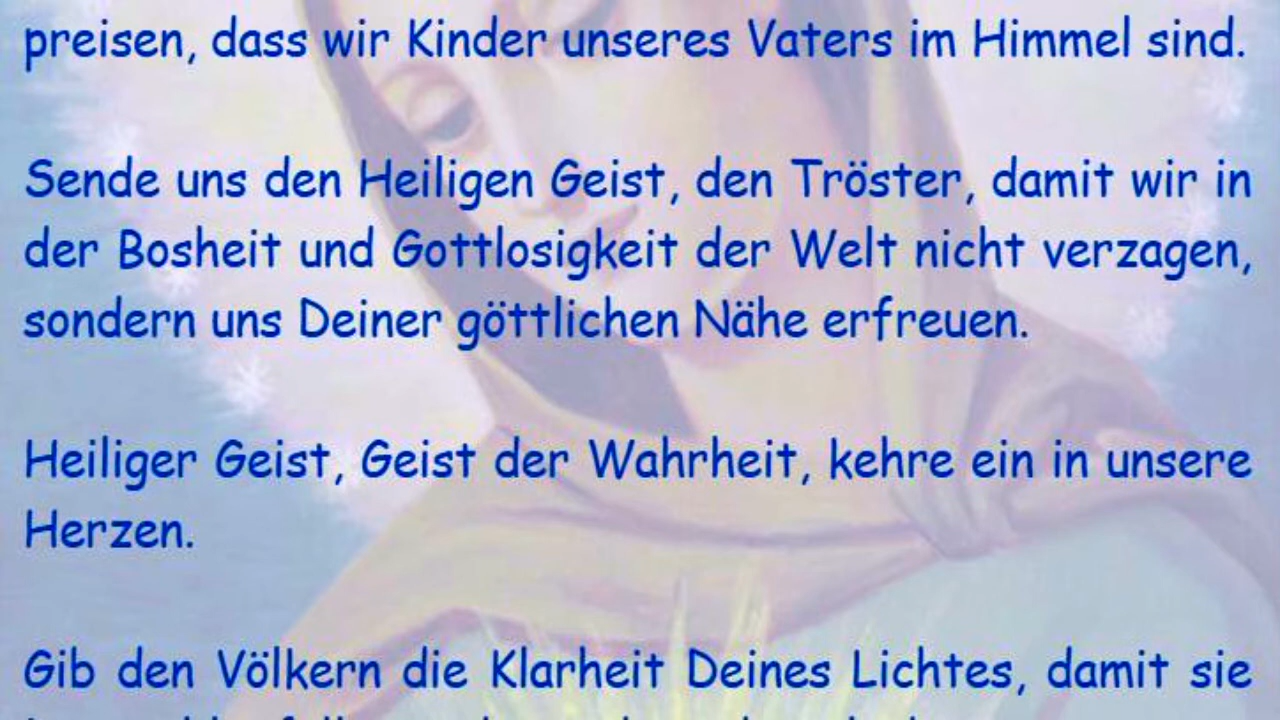 preisen, dass wir Kinder unseres Vaters im Himmel sind.
Sende uns den Heiligen Geist, den Tröster, damit wir in
der Bosheit und Gottlosigkeit der Welt nicht verzagen,
sondern uns Deiner göttlichen Nähe erfreuen.
Heiliger Geist, Geist der Wahrheit, kehre ein in unsere
Herzen.
Gib den Völkern die Klarheit Deines Lichtes, damit sie